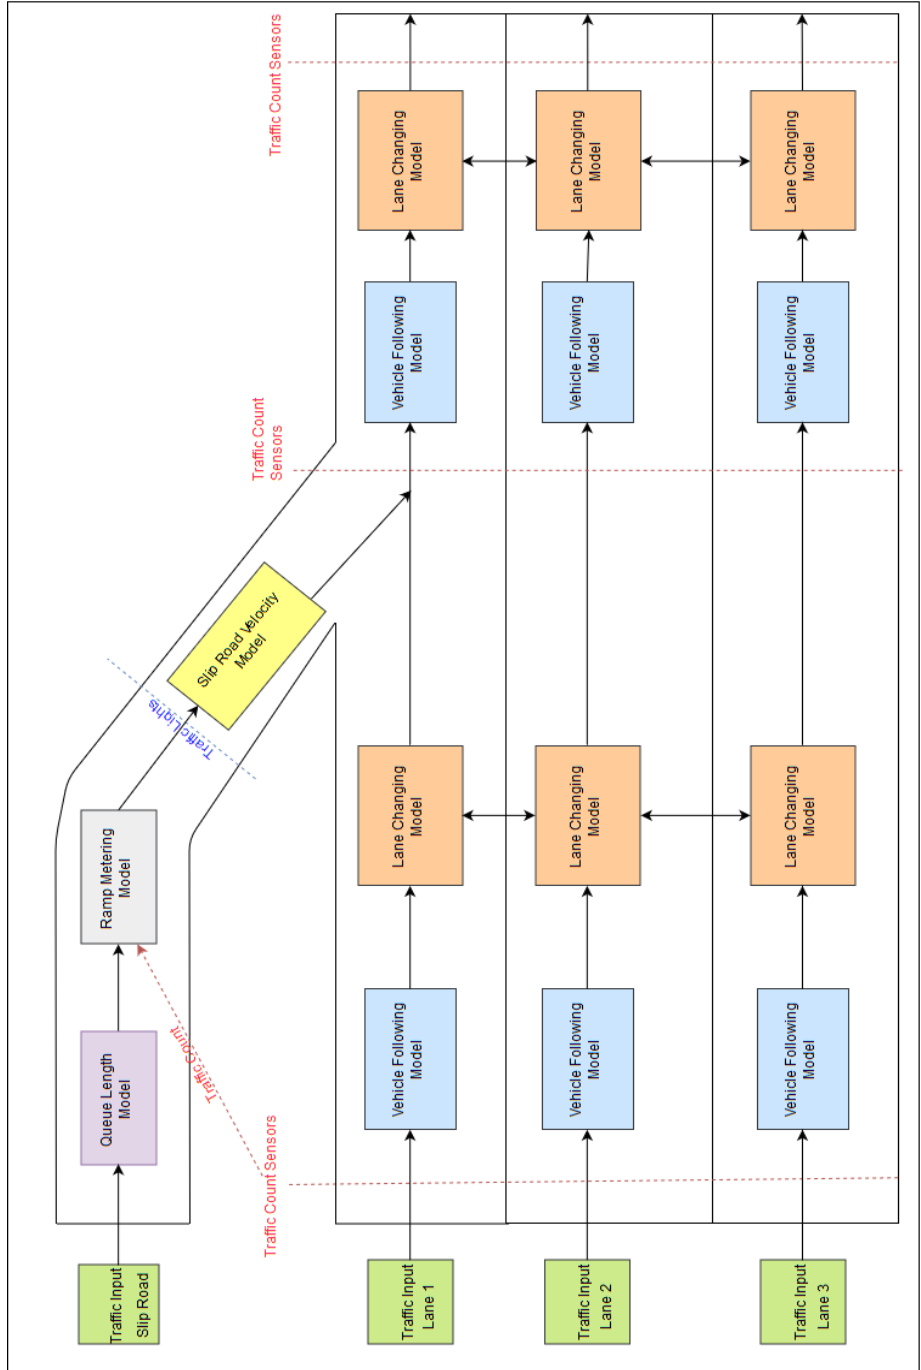 Traffic Input
Slip Road
Queue Length
Model
Ramp Metering
Model
Traffic Lights
Slip Road Velocity
Model
Traffic Count
Traffic Count Sensors
Traffic Count
Sensors
Traffic Count Sensors
Traffic Input
Lane 1
Vehicle Following
Model
Lane Changing
Model
Vehicle Following
Model
Lane Changing
Model
Traffic Input
Lane 2
Vehicle Following
Model
Lane Changing
Model
Vehicle Following
Model
Lane Changing
Model
Traffic Input
Lane 3
Vehicle Following
Model
Lane Changing
Model
Vehicle Following
Model
Lane Changing
Model